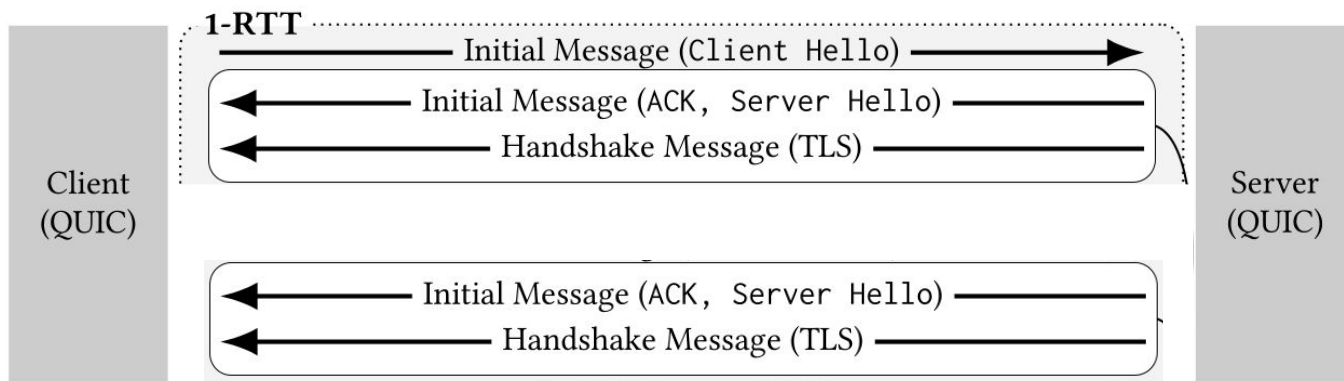 1-RTT
Initial Message (Client Hello)
Initial Message (ACK, Server Hello)
Handshake Message (TLS)
Client
(QUIC)
Server
(QUIC)
Initial Message (ACK, Server Hello)
Handshake Message (TLS)